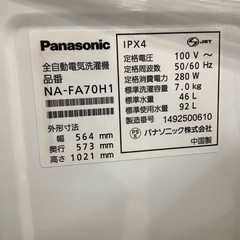 Panasonic
全自動電気洗濯機
品番
NA-FA70H1
外形寸法
幅 564 mm
奥行 573 mm
高さ 1021 mm
IPX4
JET
定格電圧 100 V～
定格周波数 50/60 Hz
定格消費電力 280 W
標準洗濯容量 7.0 kg
標準水量 46 L
標準使用水量 92 L
製造番号 1492500610
PS E
パナソニック株式会社
中国製